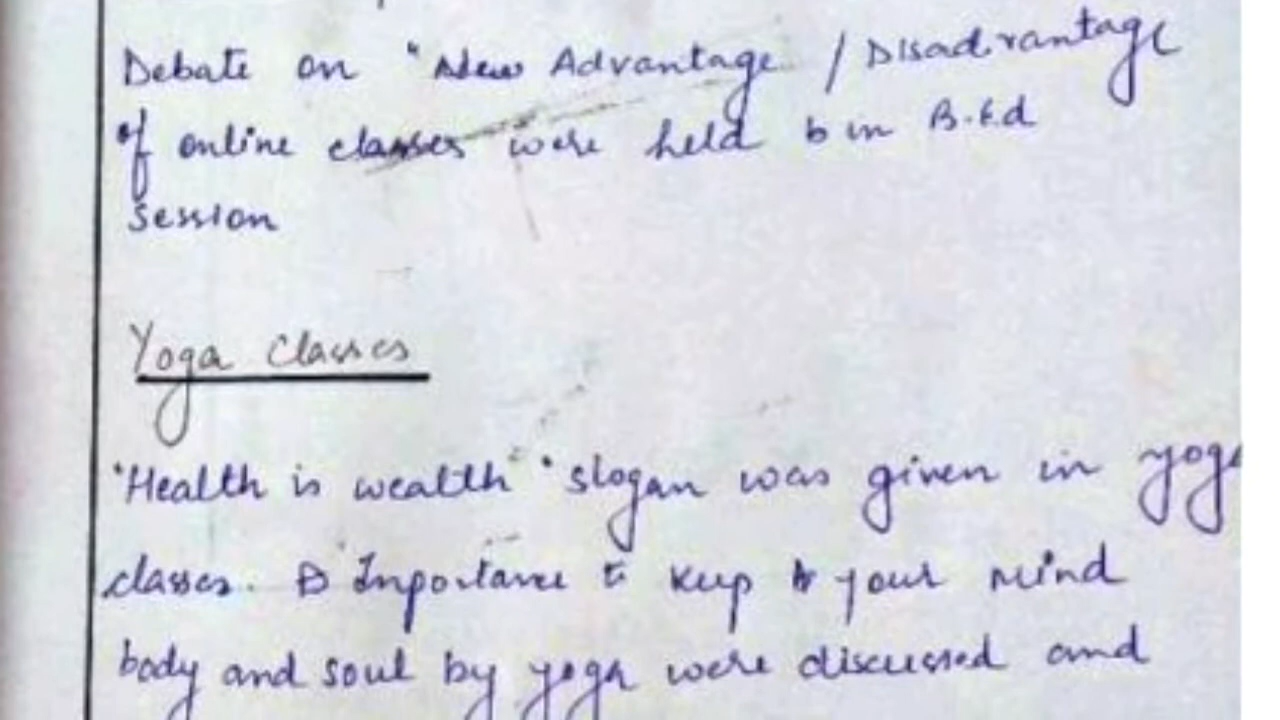 Debate on "New Advantage / Disadvantage
of online classes were held b in B.Ed
session
Yoga Classes
"Health is wealth" slogan was given in yoga
classes. Importance to keep your mind
body and soul by yoga were discussed and